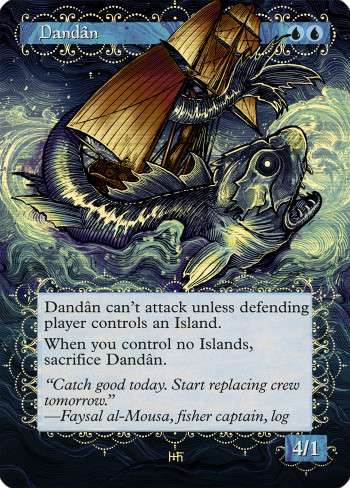 Dandân
Dandân can't attack unless defending
player controls an Island.
When you control no Islands,
sacrifice Dandân.
"Catch good today. Start replacing crew
tomorrow."
—Faysal al-Mousa, fisher captain, log
4/1